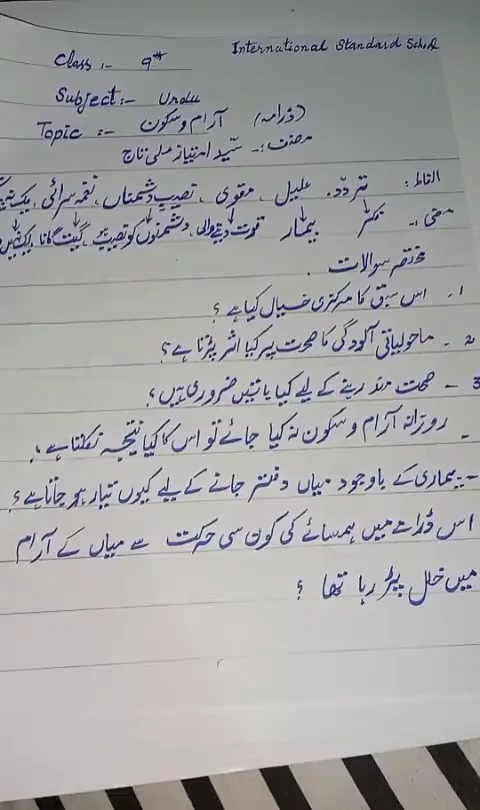 International Standard School
Class :- 9th
Subject :- Urdu
Topic :- آرام و سکون (ڈرامہ)
مصنف :- سید امتیاز علی تاج
الفاظ: تردّد، علیل، مقوی، نصیبِ دشمناں، نغمہ سرائی،
معنی :- فکر بیمار قوت دینے والی، دشمنوں کو نصیب ہو، گیت گانا
مختصر سوالات
1۔ اس سبق کا مرکزی خیال کیا ہے؟
2۔ ماحولیاتی آلودگی کا صحت پر کیا اثر پڑتا ہے؟
3۔ صحت مند رہنے کے لیے کیا باتیں ضروری ہیں؟
۔ روزانہ آرام و سکون نہ کیا جائے تو اس کا کیا نتیجہ نکلتا ہے؟
۔ بیماری کے باوجود میاں دفتر جانے کے لیے کیوں تیار ہو جاتا ہے؟
اس ڈرامے میں ہمسائے کی کون سی حرکت سے میاں کے آرام
میں خلل پڑ رہا تھا ؟